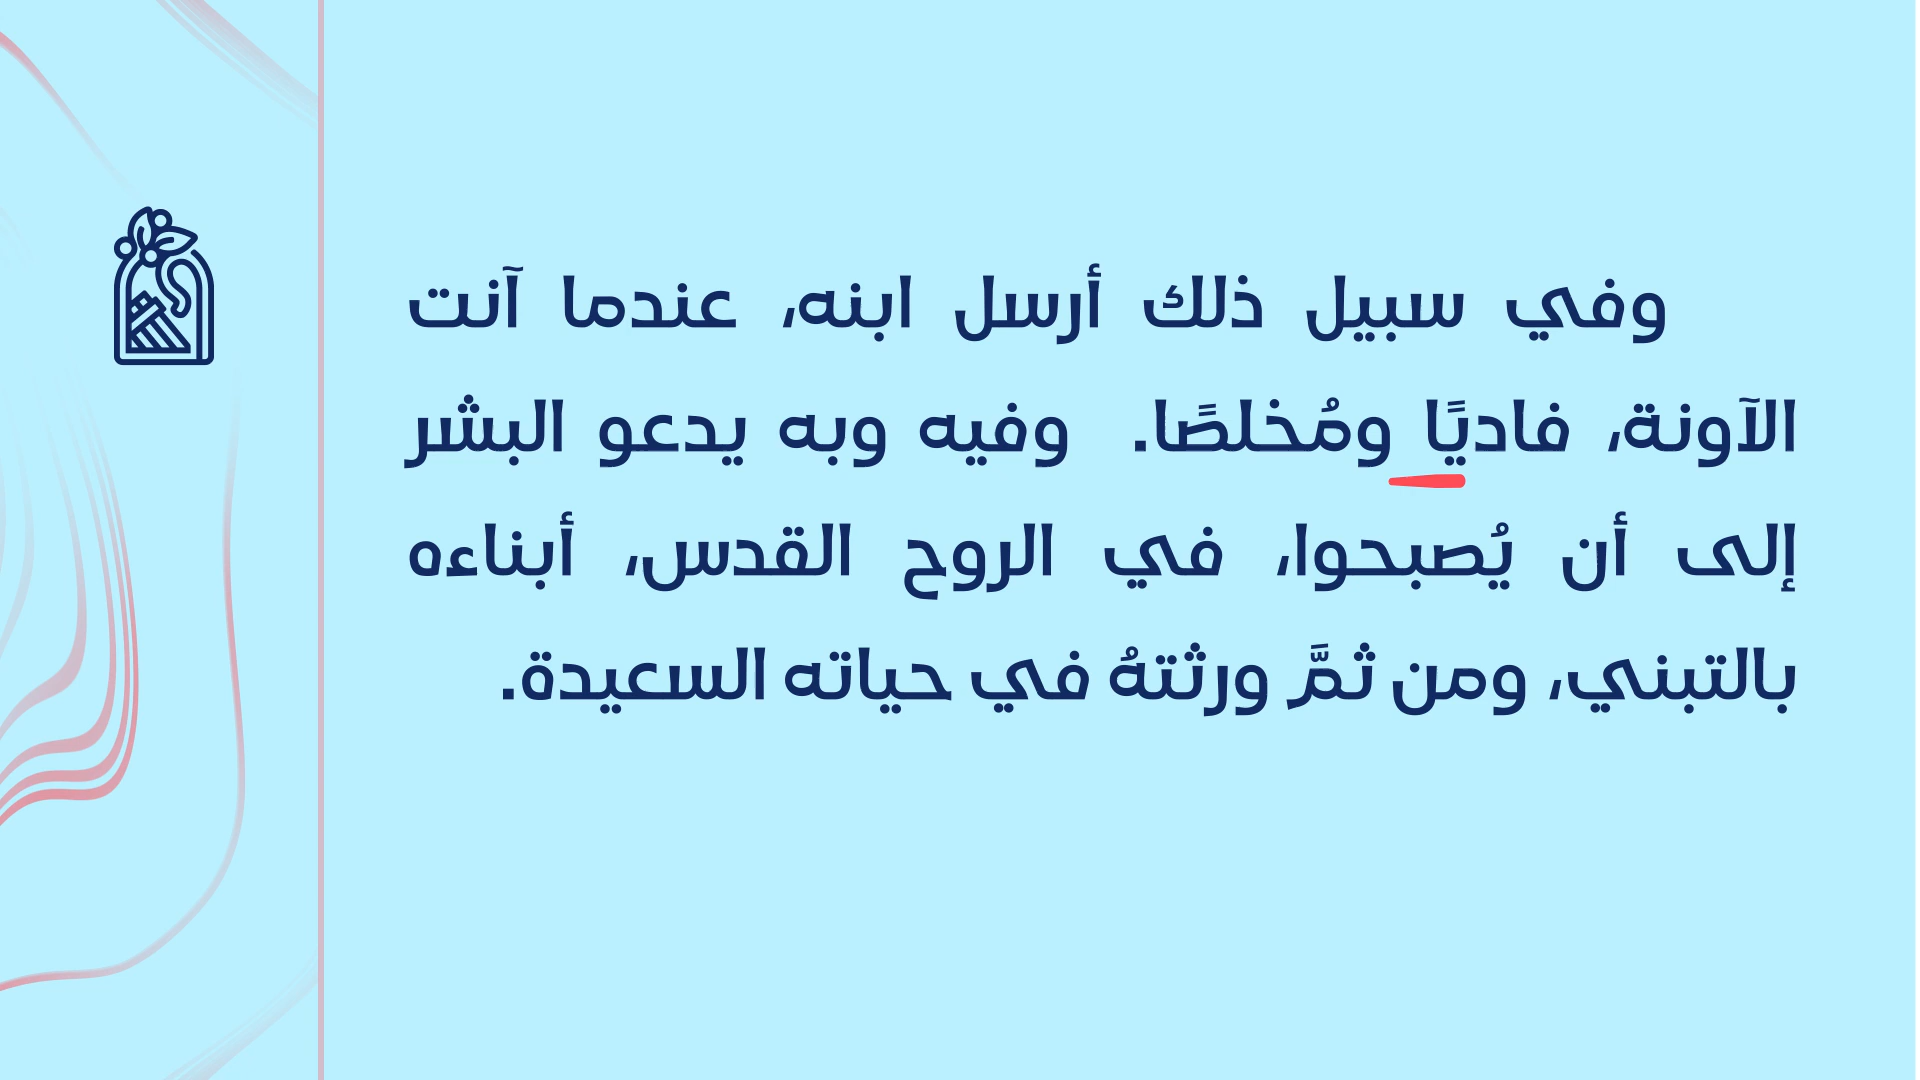 وفي سبيل ذلك أرسل ابنه، عندما آنت
الآونة، فاديًا ومُخلصًا. وفيه وبه يدعو البشر
إلى أن يُصبحوا، في الروح القدس، أبناءه
بالتبني، ومن ثمَّ ورثتهُ في حياته السعيدة.